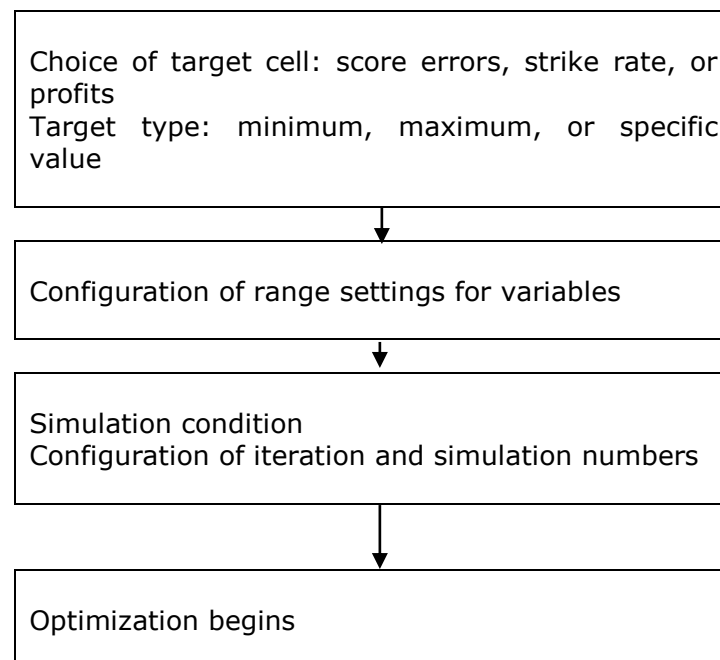 Choice of target cell: score errors, strike rate, or
profits
Target type: minimum, maximum, or specific
value
Configuration of range settings for variables
Simulation condition
Configuration of iteration and simulation numbers
Optimization begins